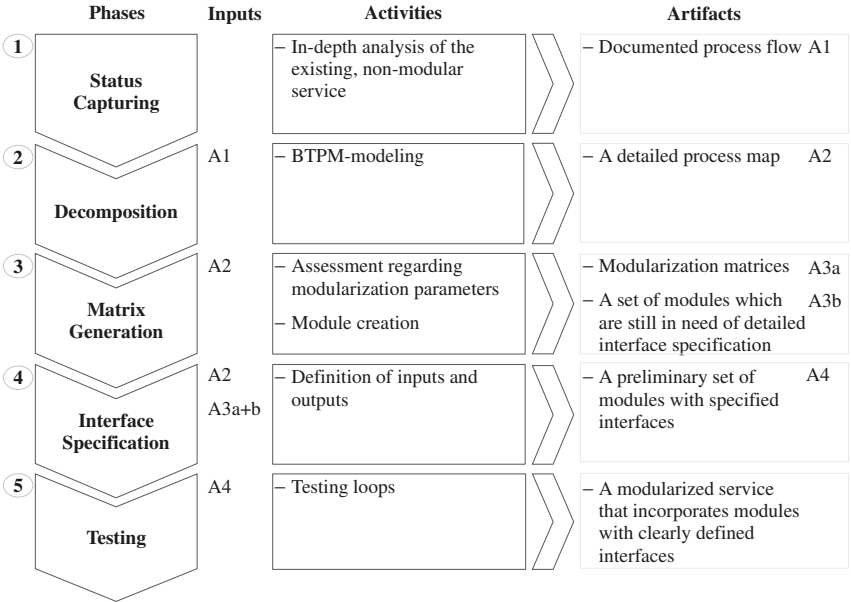 Phases Inputs Activities Artifacts
1
Status
Capturing
– In-depth analysis of the
existing, non-modular
service
– Documented process flow A1
2
Decomposition
A1
– BTPM-modeling
– A detailed process map A2
3
Matrix
Generation
A2
– Assessment regarding
modularization parameters
– Module creation
– Modularization matrices A3a
– A set of modules which A3b
are still in need of detailed
interface specification
4
Interface
Specification
A2
A3a+b
– Definition of inputs and
outputs
– A preliminary set of A4
modules with specified
interfaces
5
Testing
A4
– Testing loops
– A modularized service
that incorporates modules
with clearly defined
interfaces